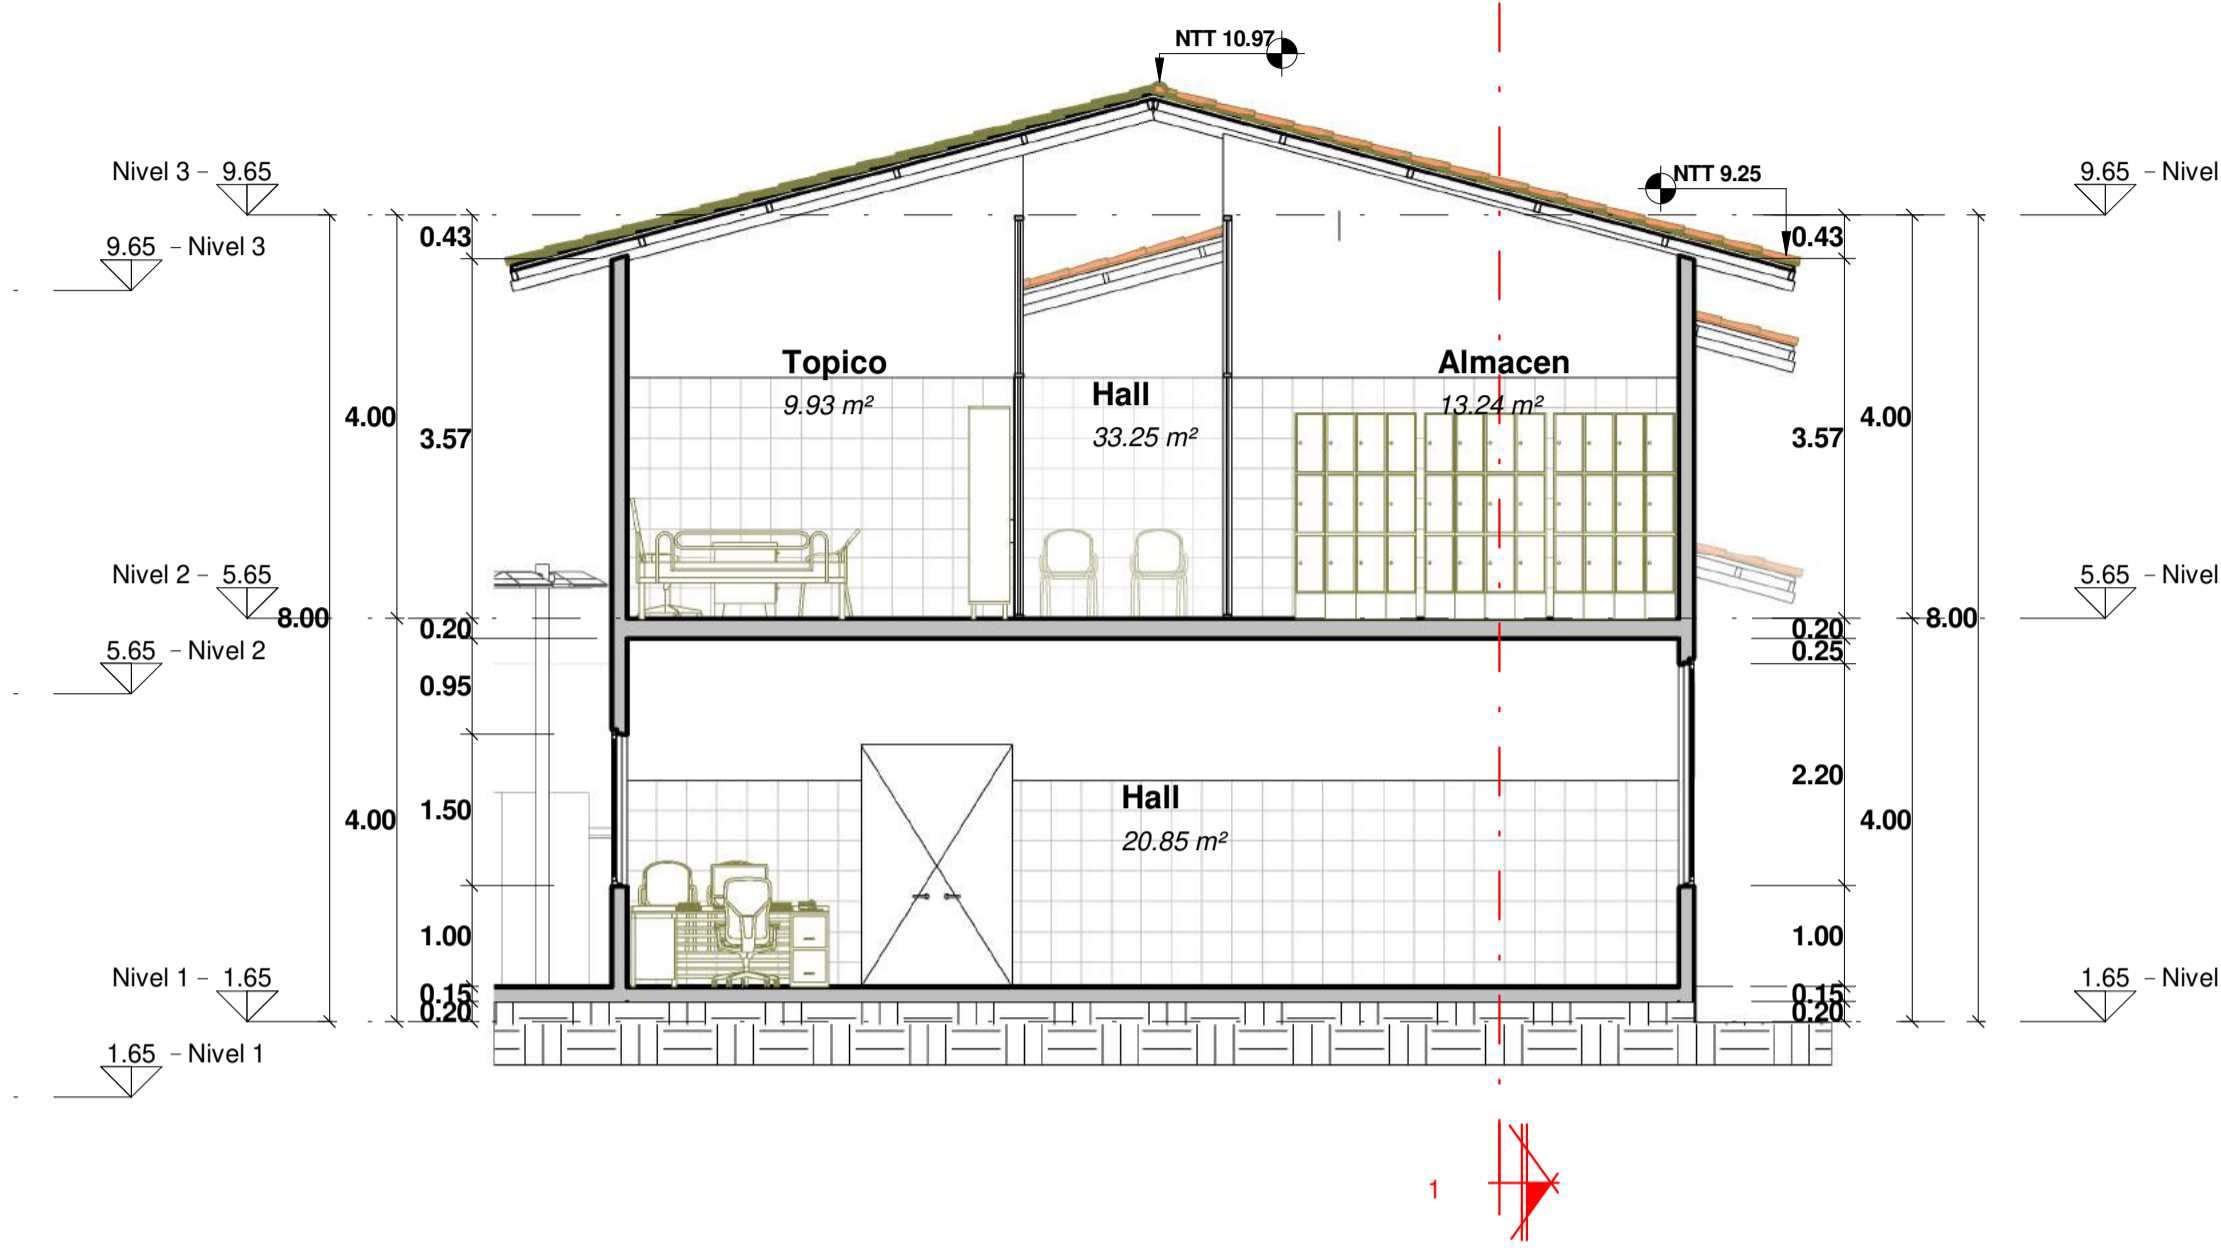 NTT 10.97
Nivel 3 – 9.65
NTT 9.25
9.65 – Nivel
9.65 – Nivel 3
0.43
0.43
Topico
9.93 m²
Hall
33.25 m²
Almacen
13.24 m²
4.00
3.57
3.57
4.00
Nivel 2 – 5.65
5.65 – Nivel
8.00
0.20
0.20
8.00
5.65 – Nivel 2
0.25
0.95
2.20
Hall
20.85 m²
4.00
1.50
4.00
1.00
1.00
Nivel 1 – 1.65
1.65 – Nivel
0.15
0.15
0.20
0.20
1.65 – Nivel 1
1